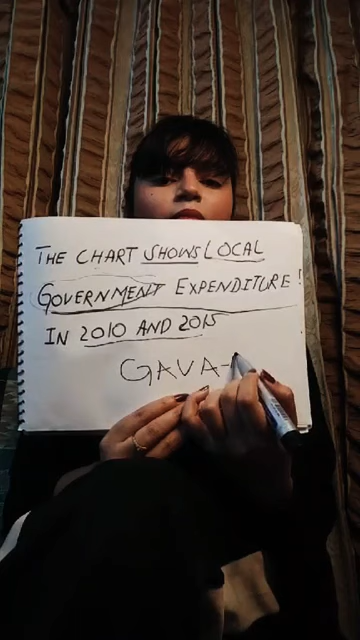 THE CHART SHOWS LOCAL
GOVERNMENT EXPENDITURE!
IN 2010 AND 2015
GAVA-